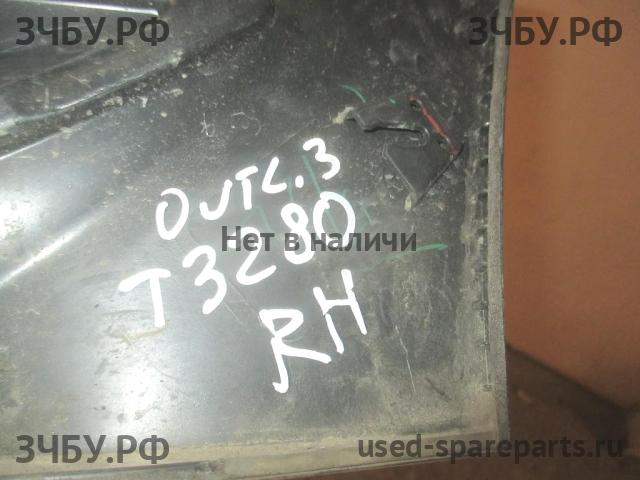 ЗЧБУ.РФ ЗЧБУ.РФ
OUTL.3
T3280
Нет в наличи
RH
ЗЧБУ.РФ used-spareparts.ru